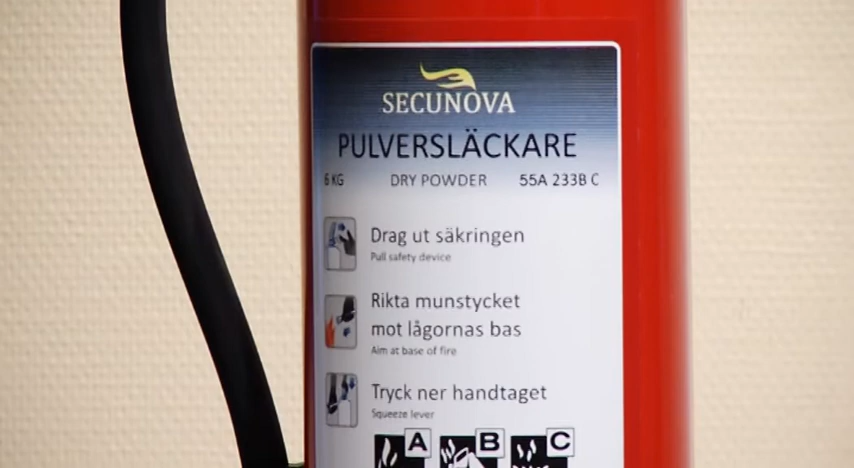 SECUNOVA
PULVERSLÄCKARE
6 KG DRY POWDER 55A 233B C
Drag ut säkringen
Pull safety device
Rikta munstycket
mot lågornas bas
Aim at base of fire
Tryck ner handtaget
Squeeze lever
A B C